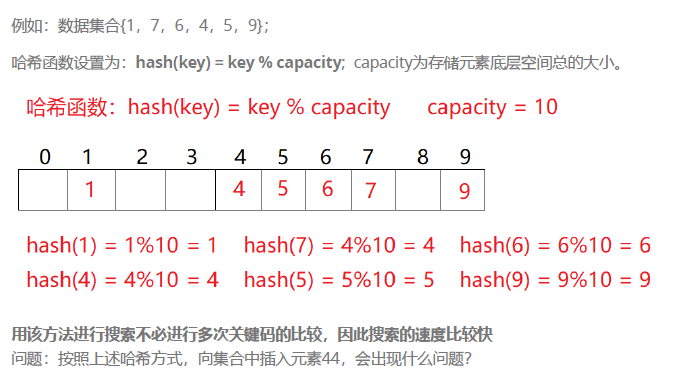 例如：数据集合{1，7，6，4，5，9}；
哈希函数设置为：hash(key) = key % capacity; capacity为存储元素底层空间总的大小。
哈希函数：hash(key) = key % capacity capacity = 10
0 1 2 3 4 5 6 7 8 9
1 4 5 6 7 9
hash(1) = 1%10 = 1 hash(7) = 4%10 = 4 hash(6) = 6%10 = 6
hash(4) = 4%10 = 4 hash(5) = 5%10 = 5 hash(9) = 9%10 = 9
用该方法进行搜索不必进行多次关键码的比较，因此搜索的速度比较快
问题：按照上述哈希方式，向集合中插入元素44，会出现什么问题？